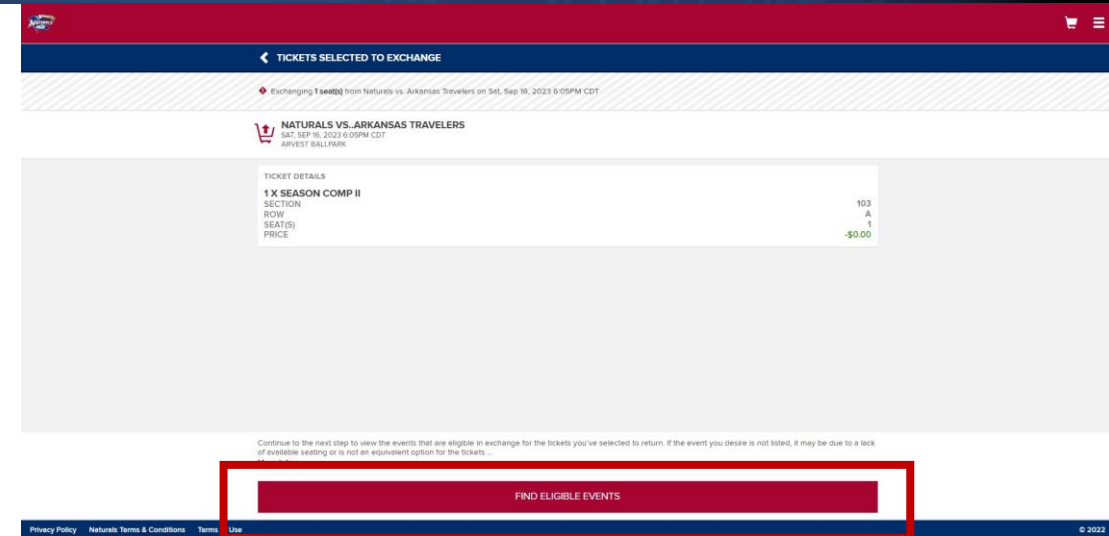 NATURALS
TICKETS SELECTED TO EXCHANGE
Exchanging 1 seat(s) from Naturals vs. Arkansas Travelers on Sat, Sep 16, 2023 6:05PM CDT
NATURALS VS..ARKANSAS TRAVELERS
SAT, SEP 16, 2023 6:05PM CDT
ARVEST BALLPARK
TICKET DETAILS
1 X SEASON COMP II
SECTION 103
ROW A
SEAT(S) 1
PRICE -$0.00
Continue to the next step to view the events that are eligible in exchange for the tickets you've selected to return. If the event you desire is not listed, it may be due to a lack
of available seating or is not an equivalent option for the tickets ...
FIND ELIGIBLE EVENTS
Privacy Policy Naturals Terms & Conditions Terms Use © 2022